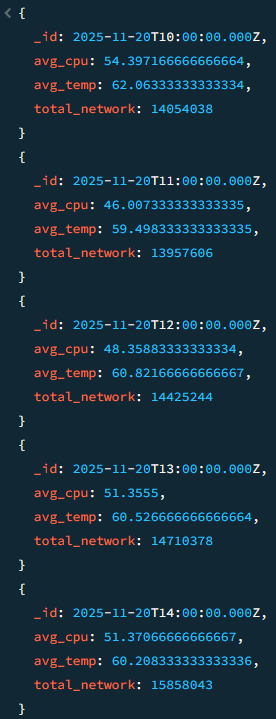 {
_id: 2025-11-20T10:00:00.000Z,
avg_cpu: 54.397166666666664,
avg_temp: 62.06333333333334,
total_network: 14054038
}
{
_id: 2025-11-20T11:00:00.000Z,
avg_cpu: 46.007333333333335,
avg_temp: 59.498333333333335,
total_network: 13957606
}
{
_id: 2025-11-20T12:00:00.000Z,
avg_cpu: 48.35883333333334,
avg_temp: 60.82166666666667,
total_network: 14425244
}
{
_id: 2025-11-20T13:00:00.000Z,
avg_cpu: 51.3555,
avg_temp: 60.526666666666664,
total_network: 14710378
}
{
_id: 2025-11-20T14:00:00.000Z,
avg_cpu: 51.37066666666667,
avg_temp: 60.208333333333336,
total_network: 15858043
}